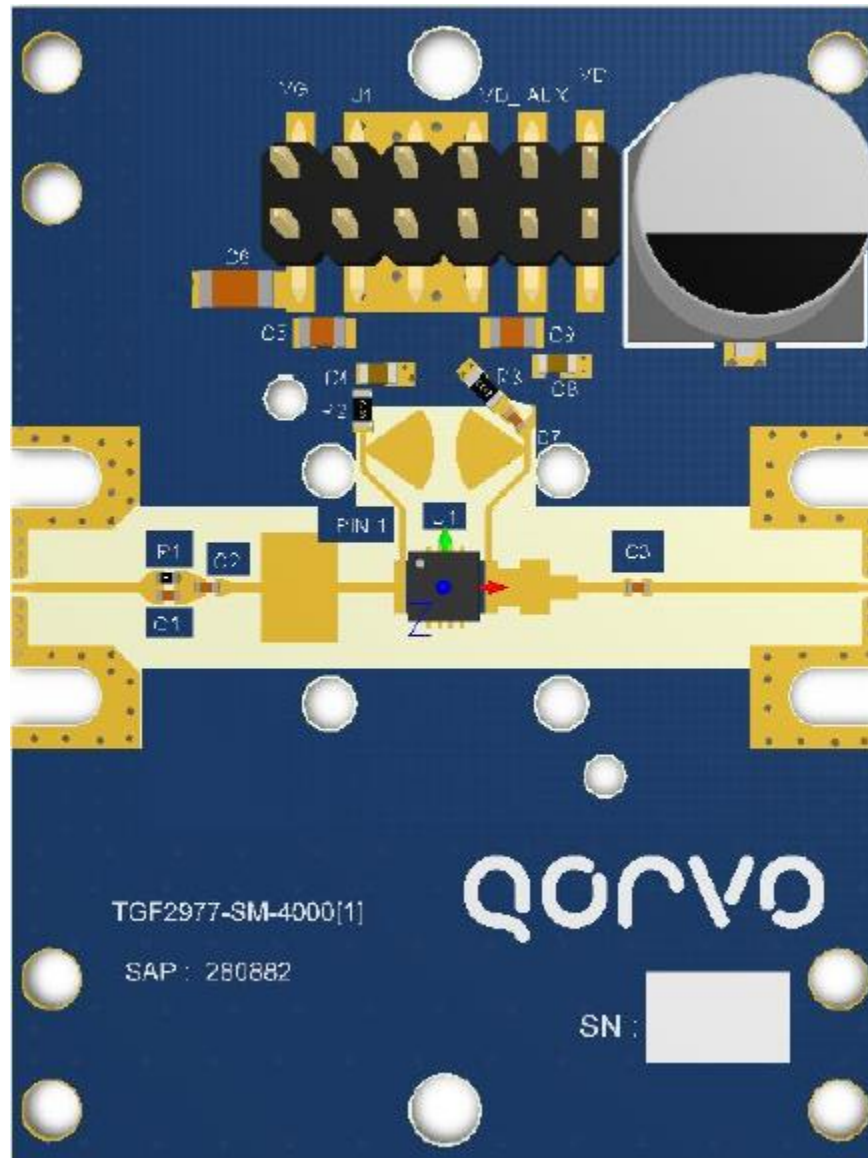 VG J1 VD_AUX VD
C6
C5 C9
C4 R3 C8
R2 C7
PIN 1
R1 C2 C3
C1
Z
QORVO
TGF2977-SM-4000[1]
SAP : 280882
SN :